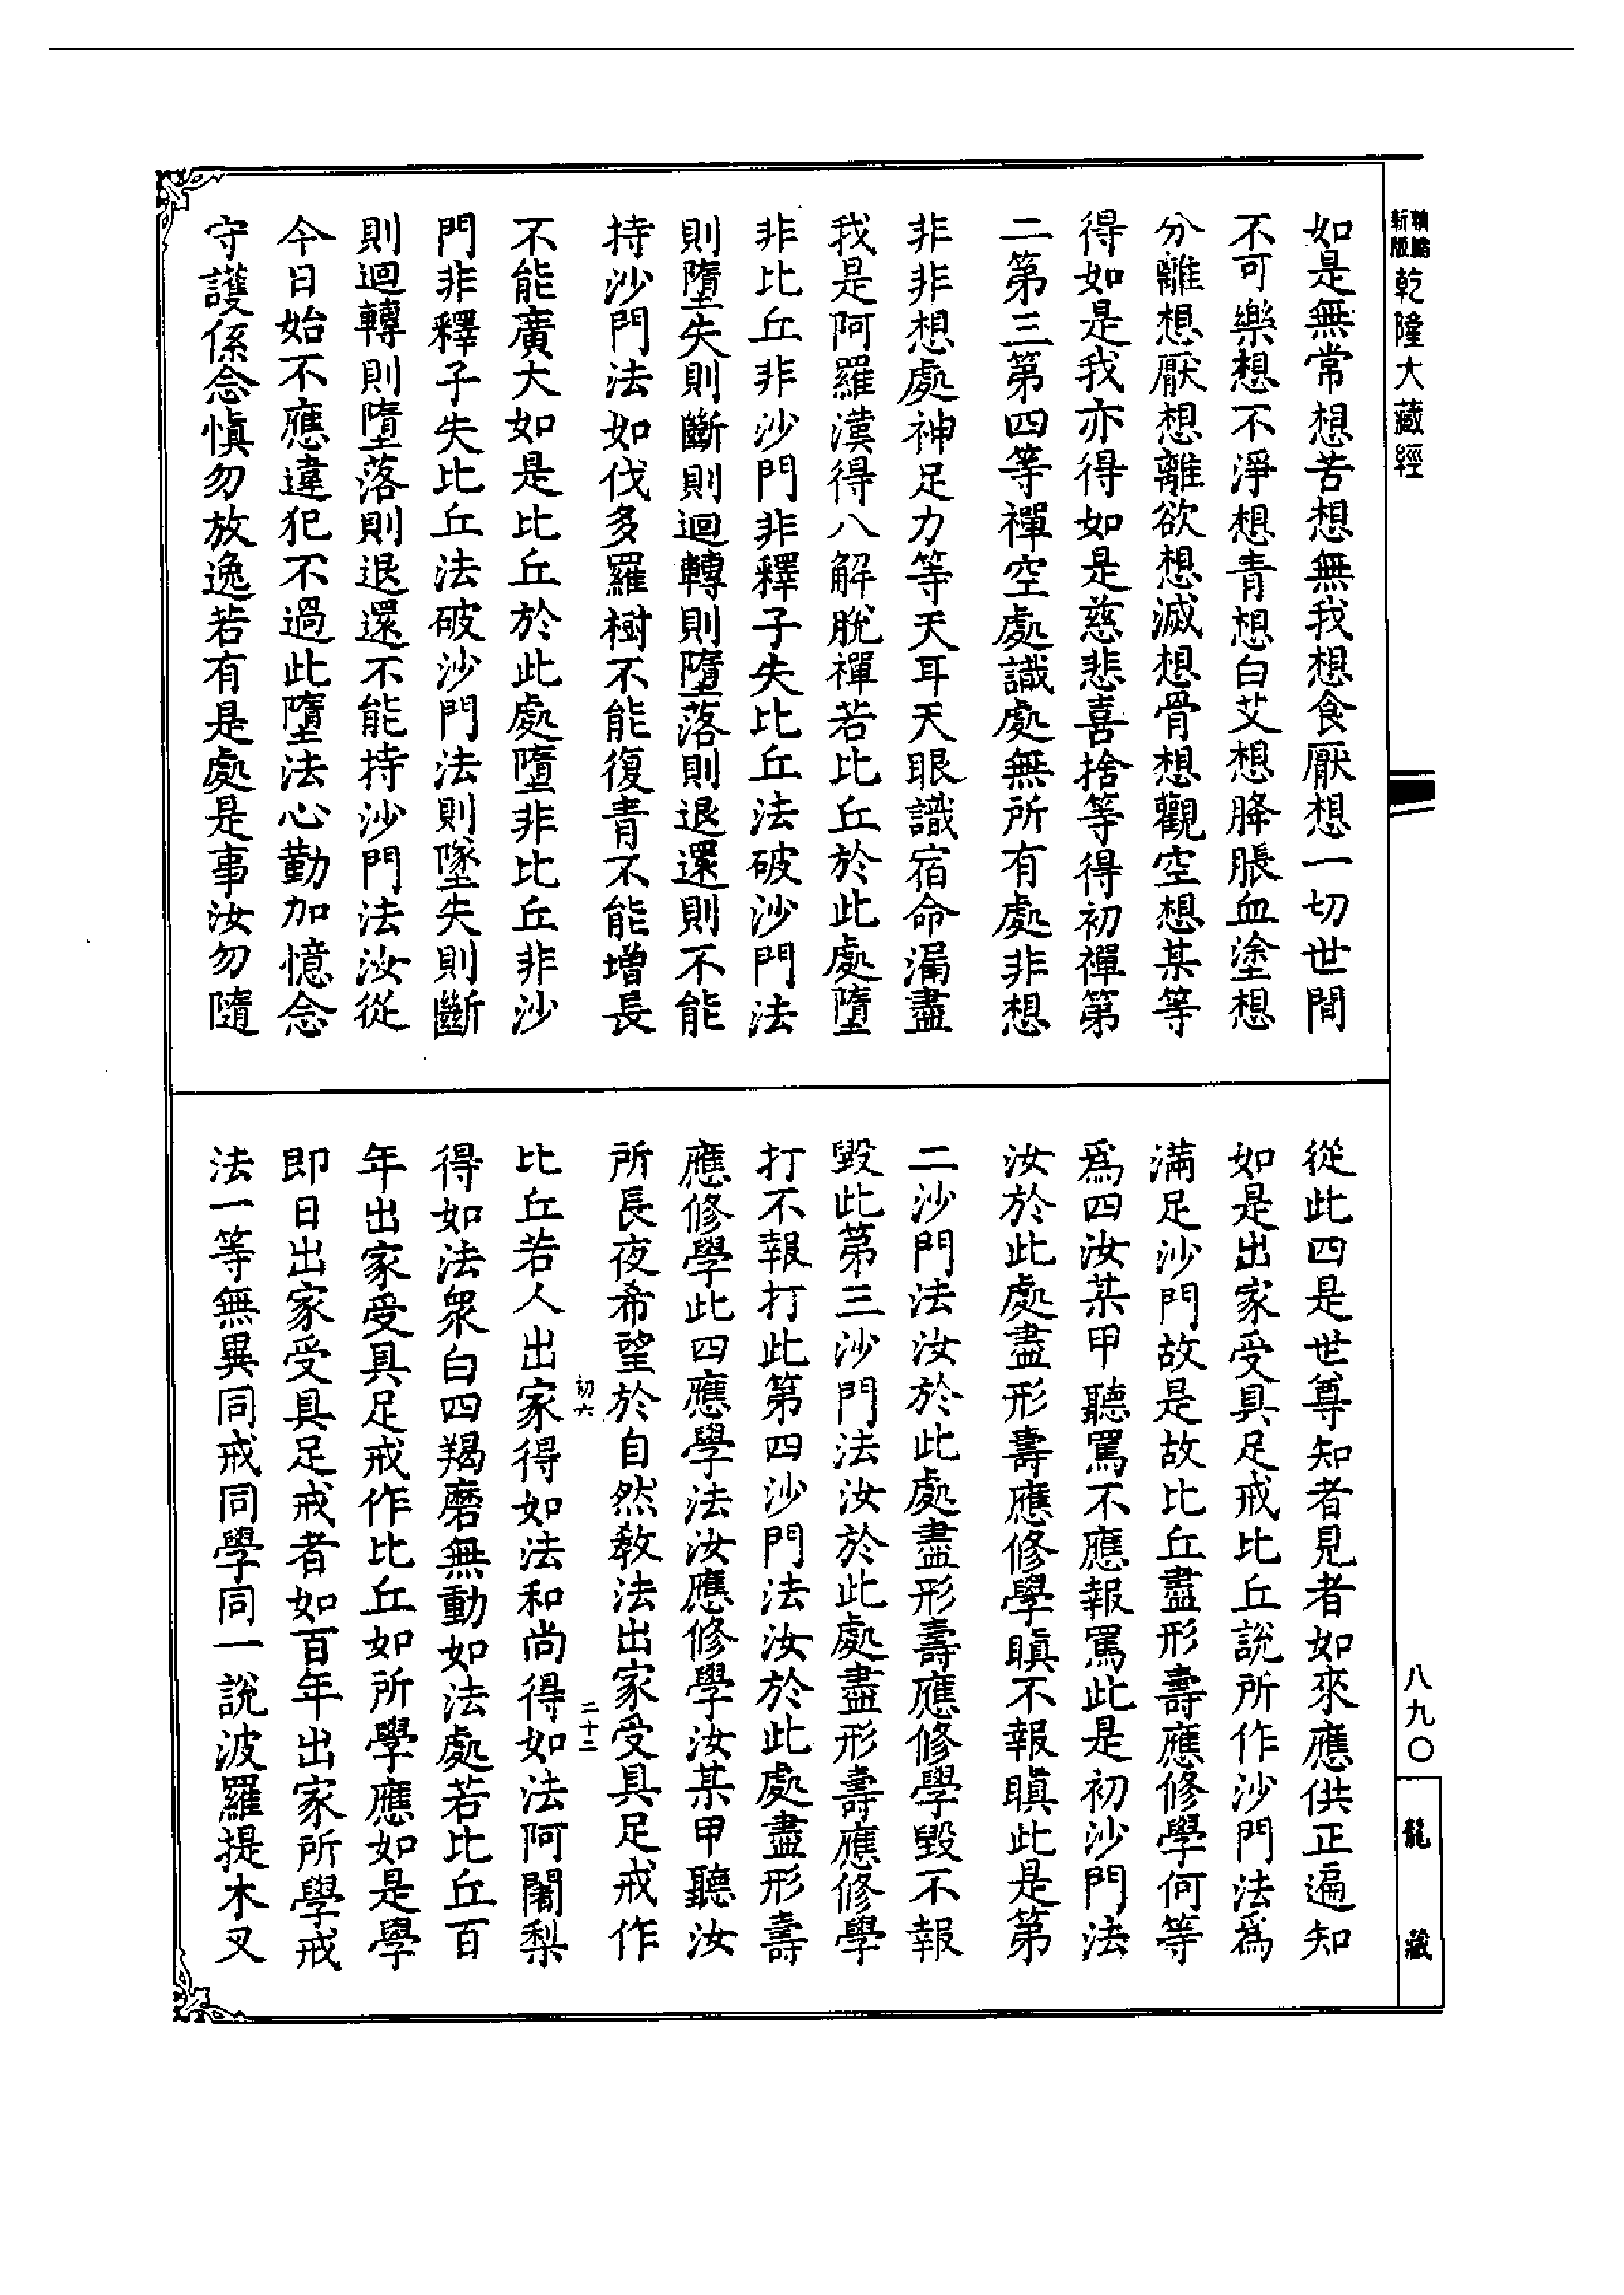 新版
乾隆大藏經
如是無常想苦想無我想食厭想一切世間
不可樂想不淨想青想白艾想胮脹血塗想
分離想厭想離欲想滅想骨想觀空想某等
得如是我亦得如是慈悲喜捨等得初禪第
二第三第四等禪空處識處無所有處非想
非非想處神足力等天耳天眼識宿命漏盡
我是阿羅漢得八解脫禪若比丘於此處墮
非比丘非沙門非釋子失比丘法破沙門法
則墮失則斷則迴轉則墮落則退還則不能
持沙門法如伐多羅樹不能復青不能增長
不能廣大如是比丘於此處墮非比丘非沙
門非釋子失比丘法破沙門法則墜失則斷
則迴轉則墮落則退還不能持沙門法汝從
今日始不應違犯不過此墮法心勤加憶念
守護係念慎勿放逸若有是處是事汝勿隨
從此四是世尊知者見者如來應供正遍知
如是出家受具足戒比丘說所作沙門法為
滿足沙門故是故比丘盡形壽應修學何等
為四汝某甲聽罵不應報罵此是初沙門法
汝於此處盡形壽應修學瞋不報瞋此是第
二沙門法汝於此處盡形壽應修學毀不報
毀此第三沙門法汝於此處盡形壽應修學
打不報打此第四沙門法汝於此處盡形壽
應修學此四應學法汝應修學汝某甲聽汝
所長夜希望於自然教法出家受具足戒作
初六 二十二
比丘若人出家得如法和尚得如法阿闍梨
得如法眾白四羯磨無動如法處若比丘百
年出家受具足戒作比丘如所學應如是學
即日出家受具足戒者如百年出家所學戒
法一等無異同戒同學同一說波羅提木叉
八九〇
龍藏